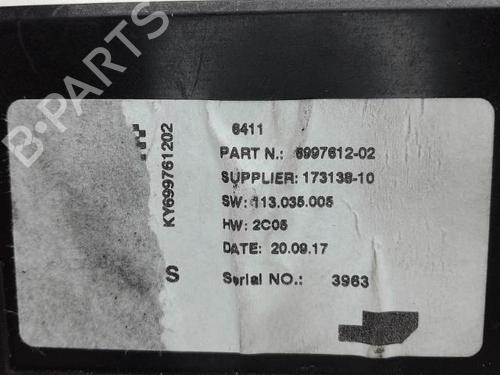 B-PARTS
KY699761202
S
6411
PART N.: 6997612-02
SUPPLIER: 173138-10
SW: 113.035.005
HW: 2C05
DATE: 20.09.17
Serial NO.: 3963